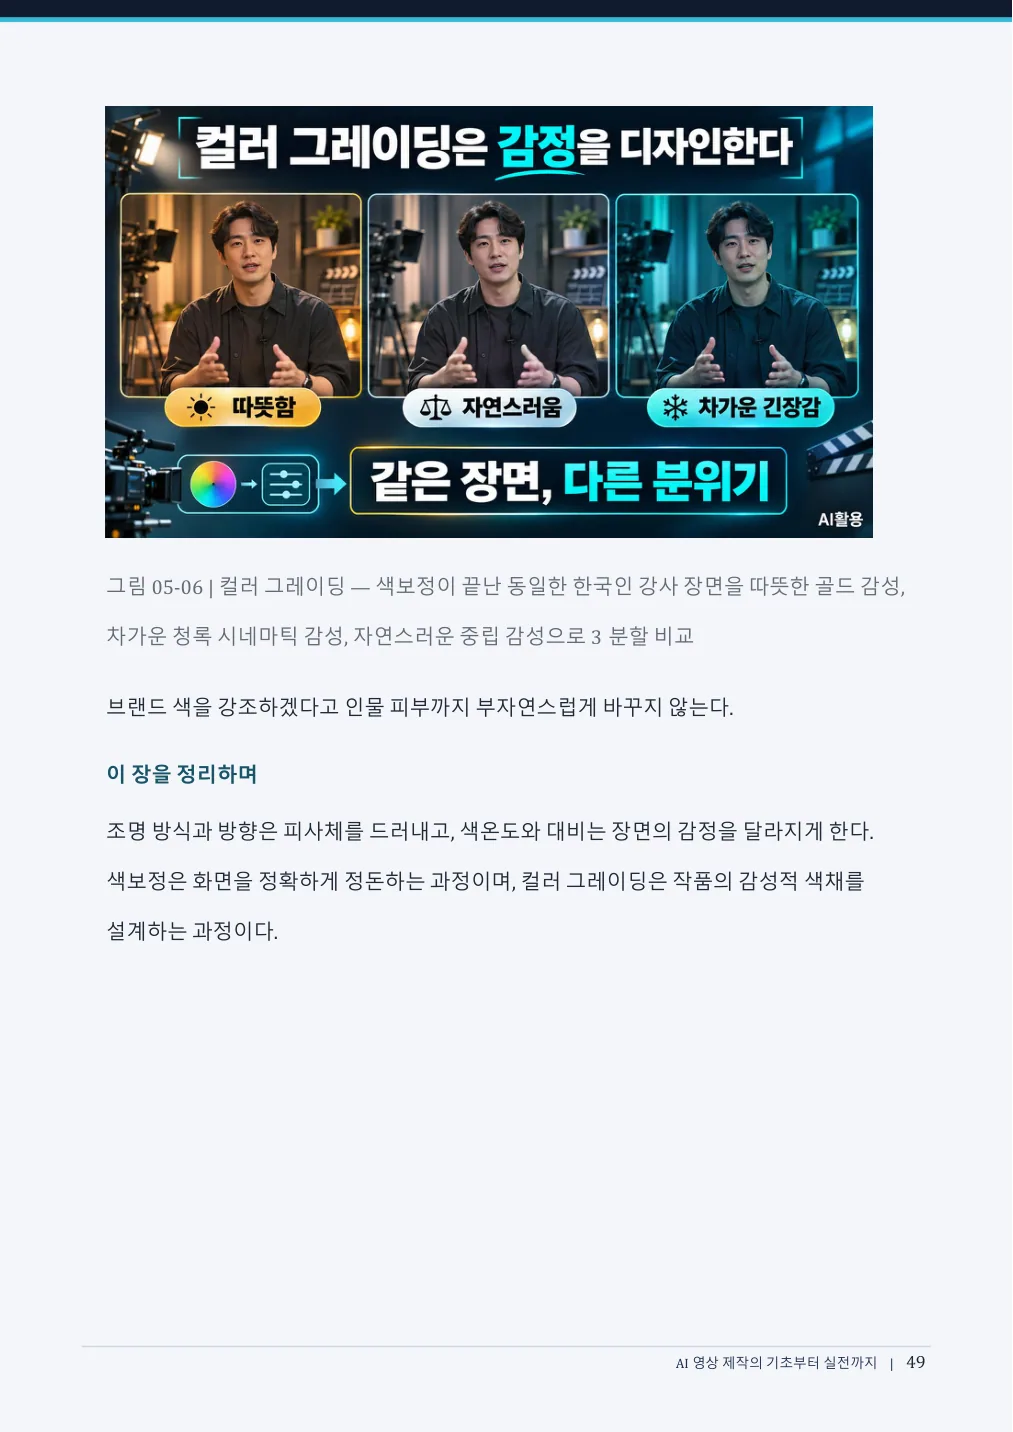 컬러 그레이딩은 감정을 디자인한다
따뜻함
자연스러움
차가운 긴장감
같은 장면, 다른 분위기
AI활용
그림 05-06 | 컬러 그레이딩 — 색보정이 끝난 동일한 한국인 강사 장면을 따뜻한 골드 감성,
차가운 청록 시네마틱 감성, 자연스러운 중립 감성으로 3 분할 비교
브랜드 색을 강조하겠다고 인물 피부까지 부자연스럽게 바꾸지 않는다.
이 장을 정리하며
조명 방식과 방향은 피사체를 드러내고, 색온도와 대비는 장면의 감정을 달라지게 한다.
색보정은 화면을 정확하게 정돈하는 과정이며, 컬러 그레이딩은 작품의 감성적 색채를
설계하는 과정이다.
AI 영상 제작의 기초부터 실전까지 | 49